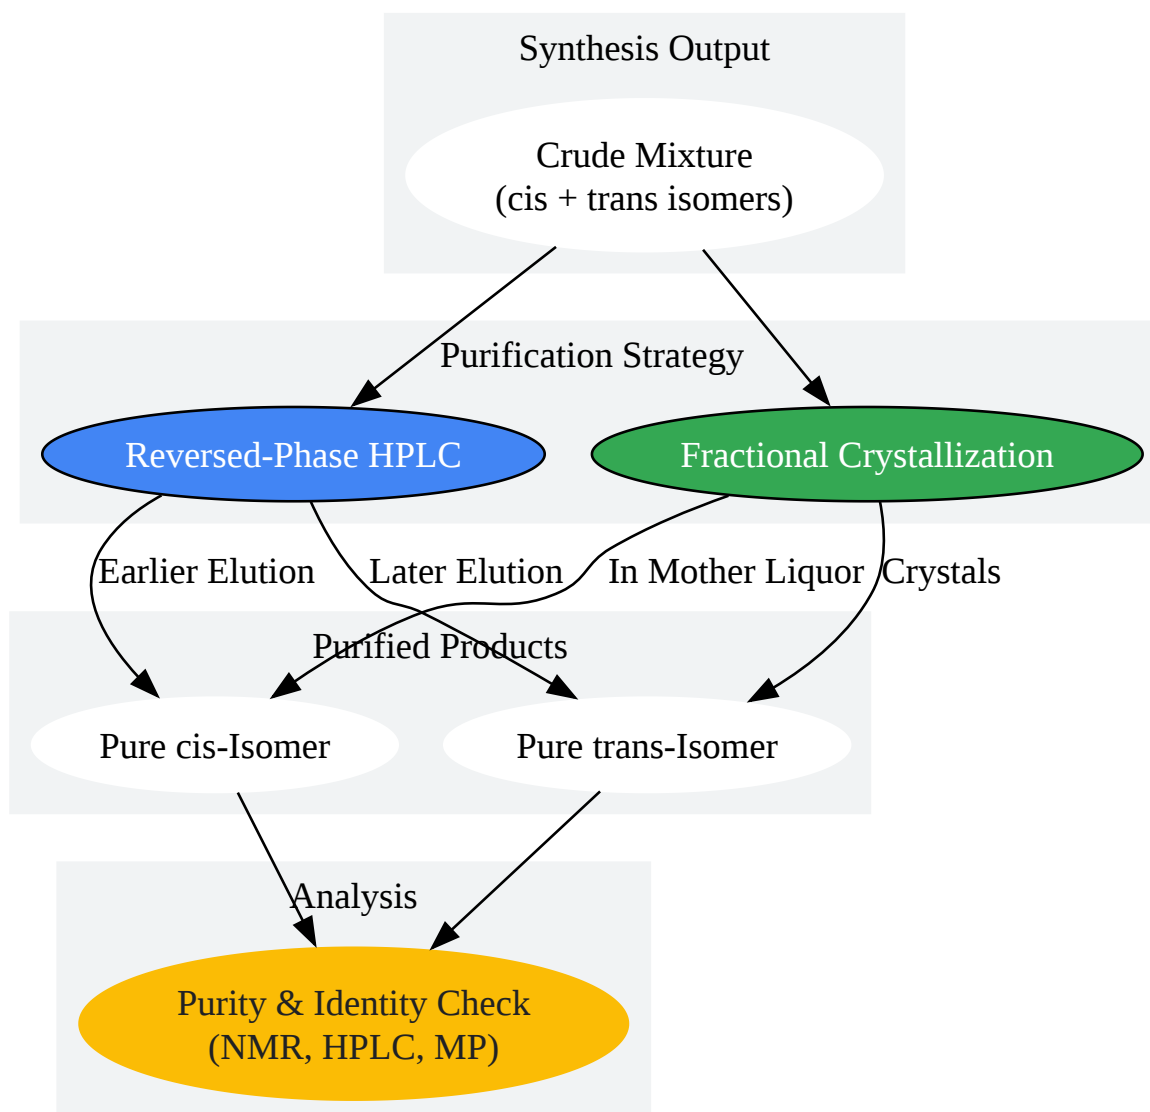 Synthesis Output
Crude Mixture
(cis + trans isomers)
Purification Strategy
Reversed-Phase HPLC
Fractional Crystallization
Earlier Elution
Later Elution
In Mother Liquor
Crystals
Purified Products
Pure cis-Isomer
Pure trans-Isomer
Analysis
Purity & Identity Check
(NMR, HPLC, MP)